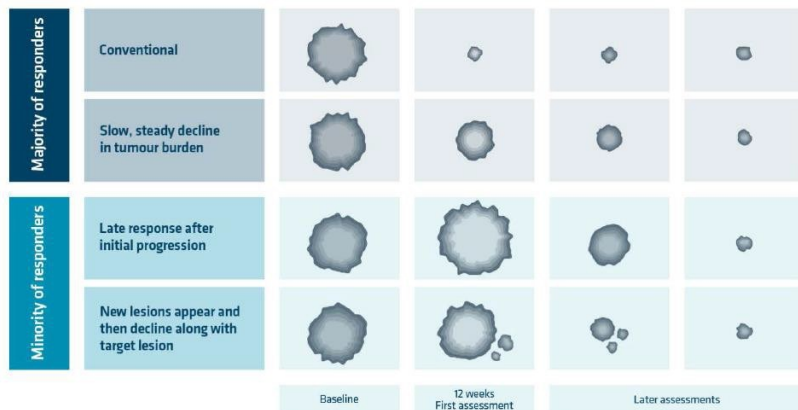 Majority of responders
Conventional
Slow, steady decline
in tumour burden
Minority of responders
Late response after
initial progression
New lesions appear and
then decline along with
target lesion
Baseline
12 weeks
First assessment
Later assessments